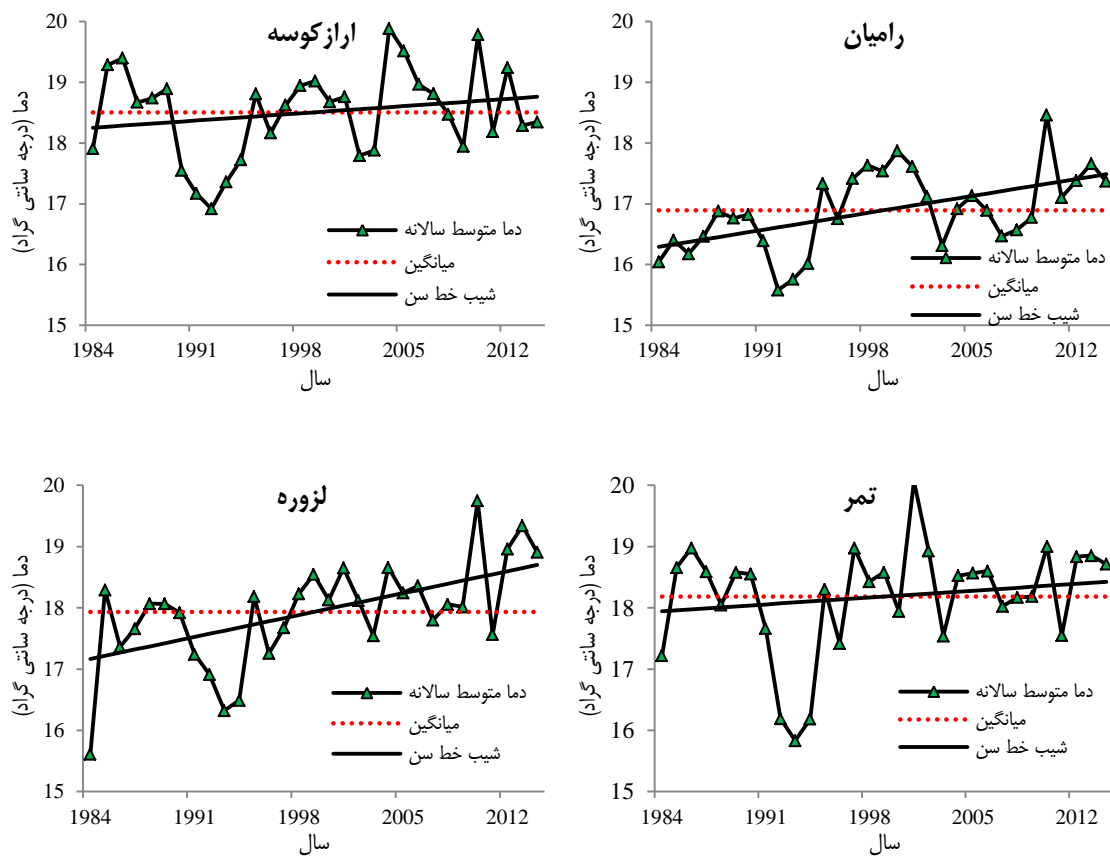 ارازکوسه
20
19
18
17
16
15
دما (درجه سانتی گراد)
دما متوسط سالانه
میانگین
شیب خط سن
1984 1991 1998 2005 2012
سال
رامیان
20
19
18
17
16
15
دما (درجه سانتی گراد)
دما متوسط سالانه
میانگین
شیب خط سن
1984 1991 1998 2005 2012
سال
لزوره
20
19
18
17
16
15
دما (درجه سانتی گراد)
دما متوسط سالانه
میانگین
شیب خط سن
1984 1991 1998 2005 2012
سال
تمر
20
19
18
17
16
15
دما (درجه سانتی گراد)
دما متوسط سالانه
میانگین
شیب خط سن
1984 1991 1998 2005 2012
سال